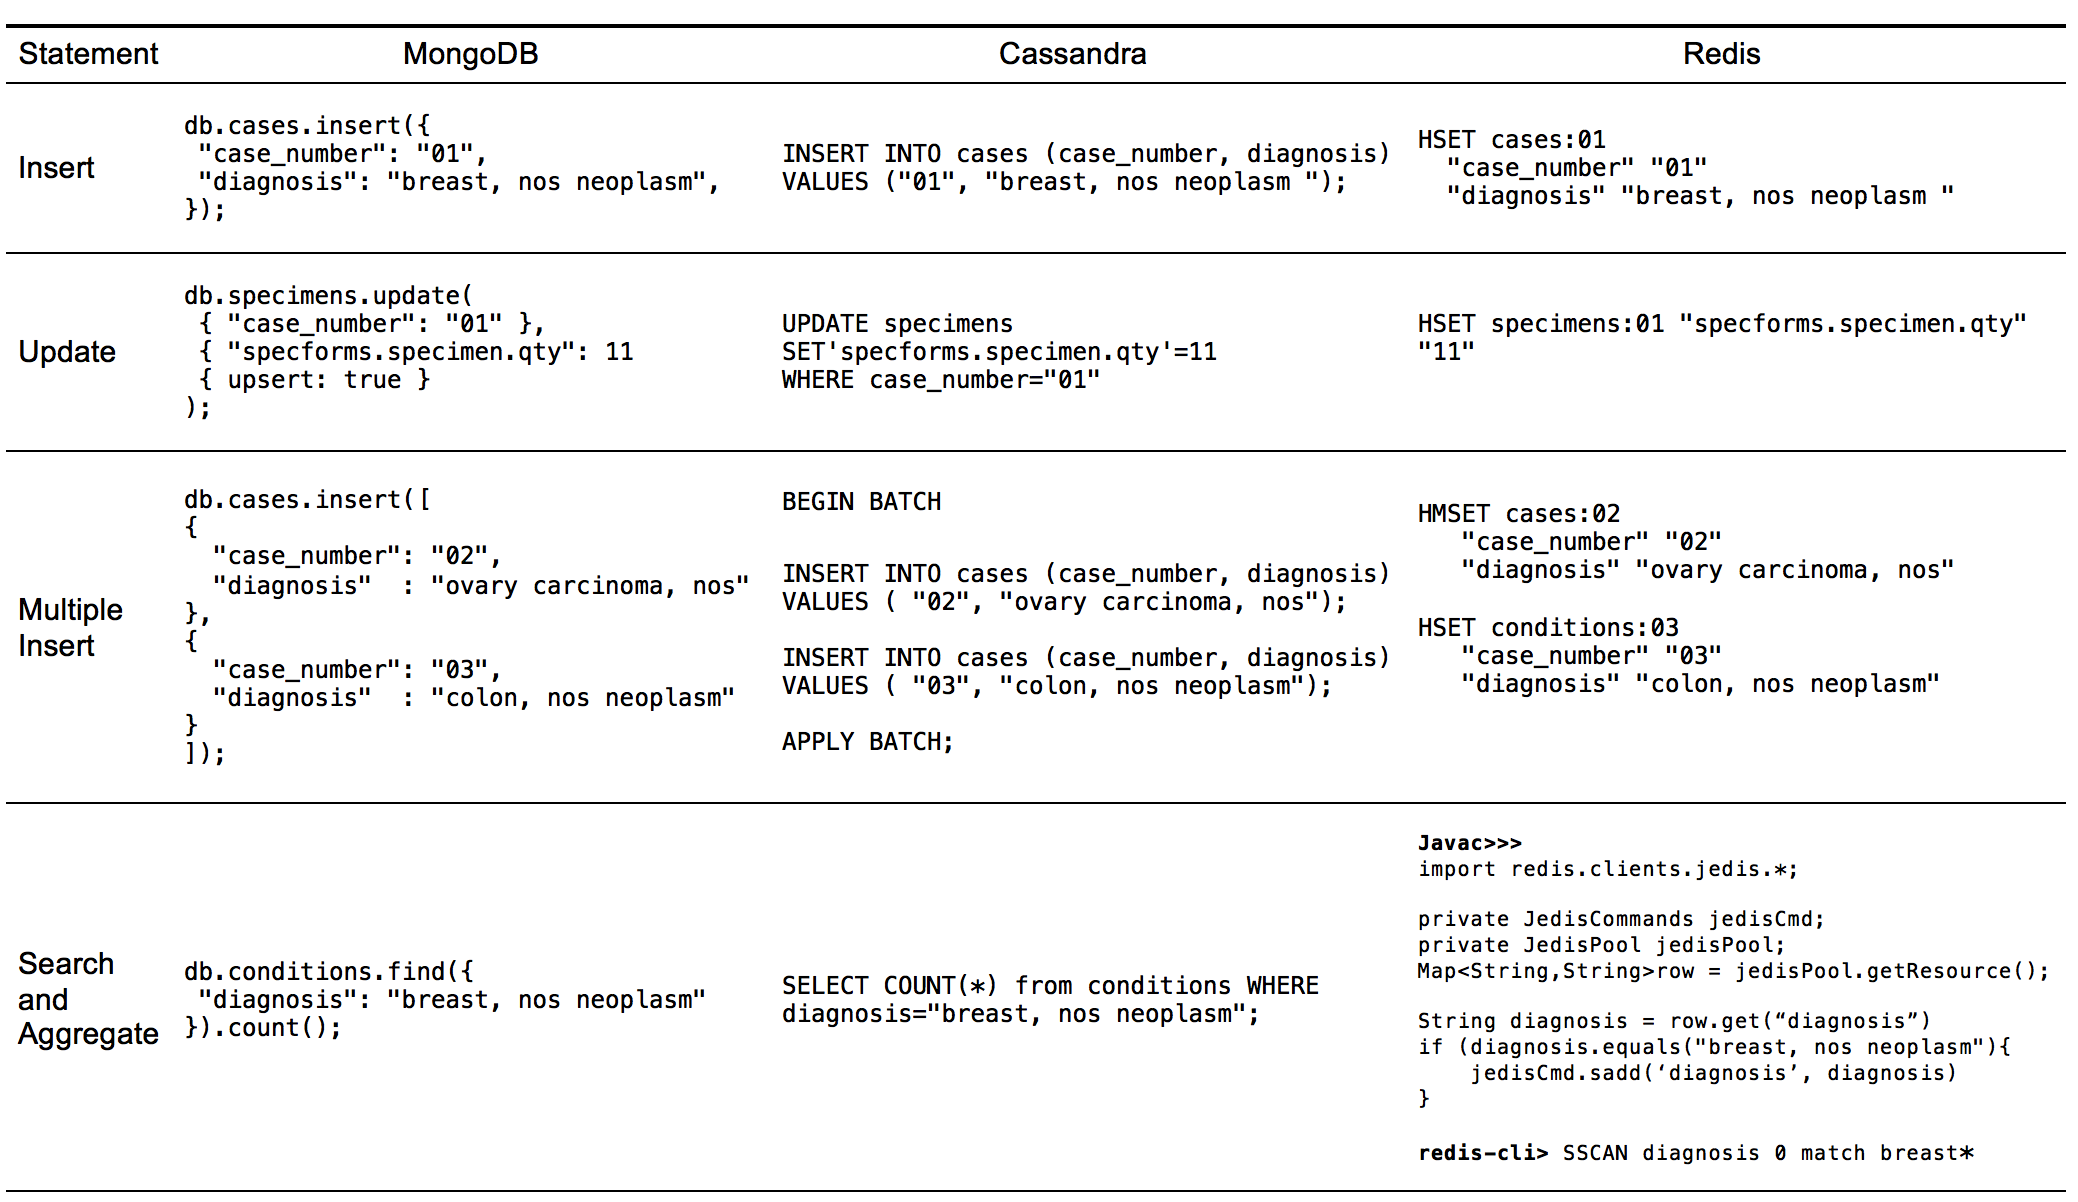 Statement MongoDB Cassandra Redis
Insert
db.cases.insert({
 "case_number": "01",
 "diagnosis": "breast, nos neoplasm",
});
INSERT INTO cases (case_number, diagnosis)
VALUES ("01", "breast, nos neoplasm ");
HSET cases:01
  "case_number" "01"
  "diagnosis" "breast, nos neoplasm "
Update
db.specimens.update(
 { "case_number": "01" },
 { "specforms.specimen.qty": 11
 { upsert: true }
);
UPDATE specimens
SET'specforms.specimen.qty'=11
WHERE case_number="01"
HSET specimens:01 "specforms.specimen.qty"
"11"
Multiple
Insert
db.cases.insert([
{
  "case_number": "02",
  "diagnosis"  : "ovary carcinoma, nos"
},
{
  "case_number": "03",
  "diagnosis"  : "colon, nos neoplasm"
}
]);
BEGIN BATCH
INSERT INTO cases (case_number, diagnosis)
VALUES ( "02", "ovary carcinoma, nos");
INSERT INTO cases (case_number, diagnosis)
VALUES ( "03", "colon, nos neoplasm");
APPLY BATCH;
HMSET cases:02
   "case_number" "02"
   "diagnosis" "ovary carcinoma, nos"
HSET conditions:03
   "case_number" "03"
   "diagnosis" "colon, nos neoplasm"
Search
and
Aggregate
db.conditions.find({
 "diagnosis": "breast, nos neoplasm"
}).count();
SELECT COUNT(*) from conditions WHERE
diagnosis="breast, nos neoplasm";
Javac>>>
import redis.clients.jedis.*;
private JedisCommands jedisCmd;
private JedisPool jedisPool;
Map<String,String>row = jedisPool.getResource();
String diagnosis = row.get(“diagnosis”)
if (diagnosis.equals("breast, nos neoplasm"){
    jedisCmd.sadd(‘diagnosis’, diagnosis)
}
redis-cli> SSCAN diagnosis 0 match breast*